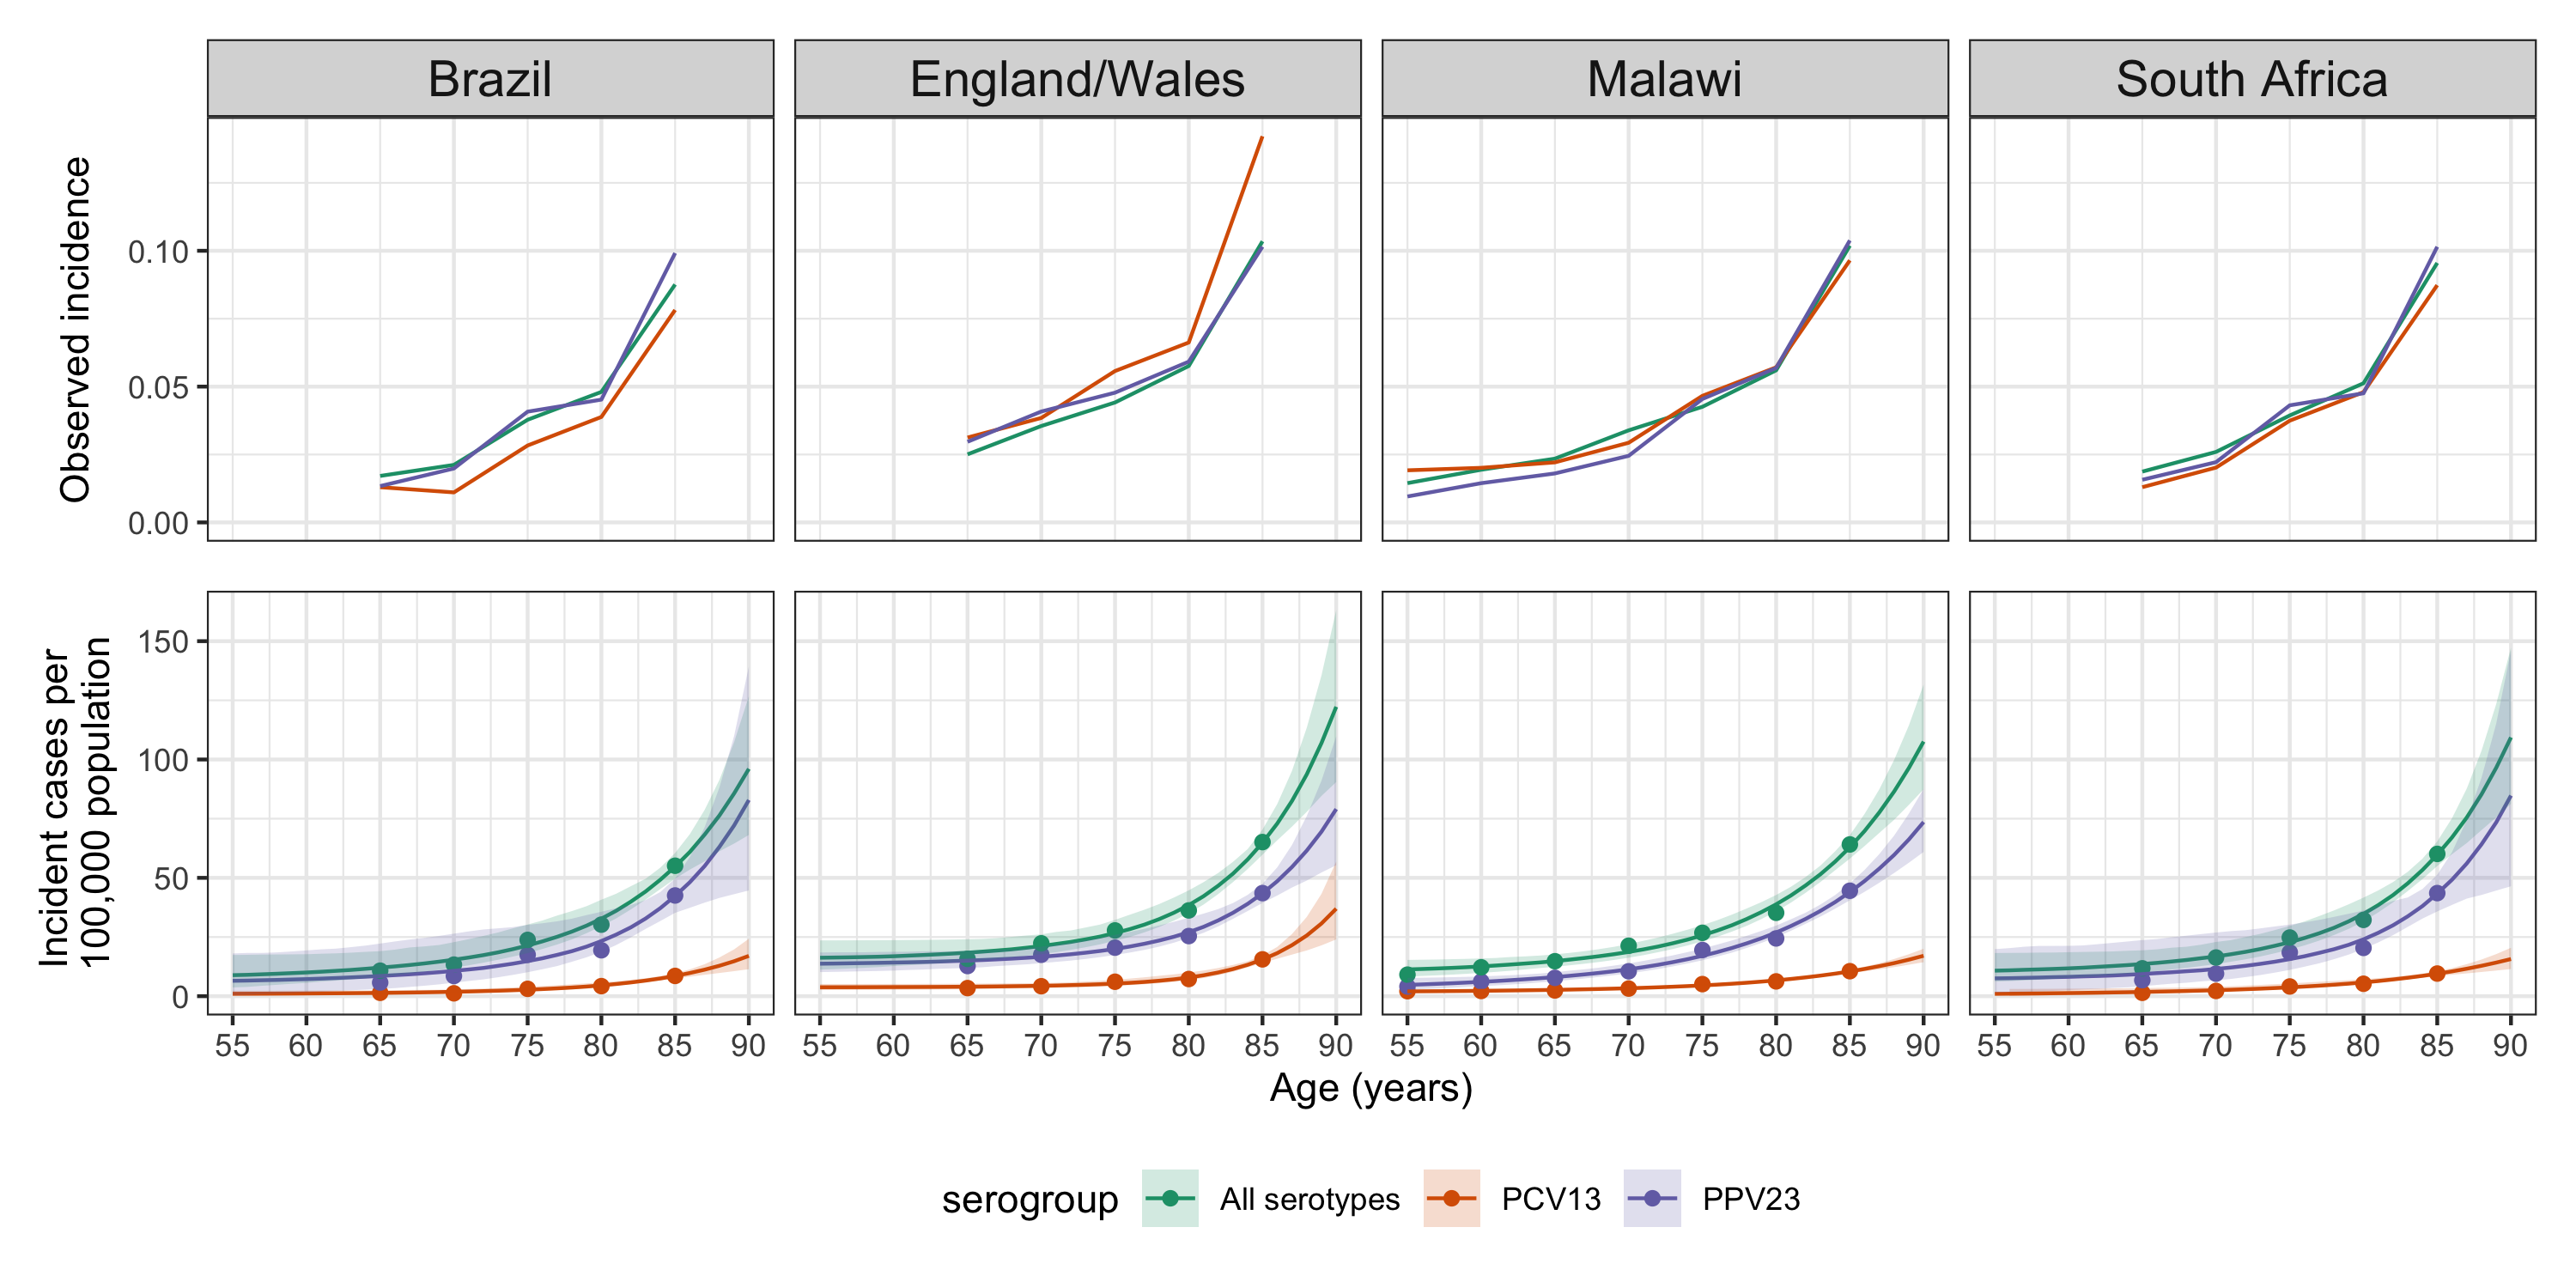 Brazil
England/Wales
Malawi
South Africa
Observed incidence
0.10
0.05
0.00
Incident cases per
100,000 population
150
100
50
0
55 60 65 70 75 80 85 90
55 60 65 70 75 80 85 90
55 60 65 70 75 80 85 90
55 60 65 70 75 80 85 90
Age (years)
serogroup
All serotypes
PCV13
PPV23